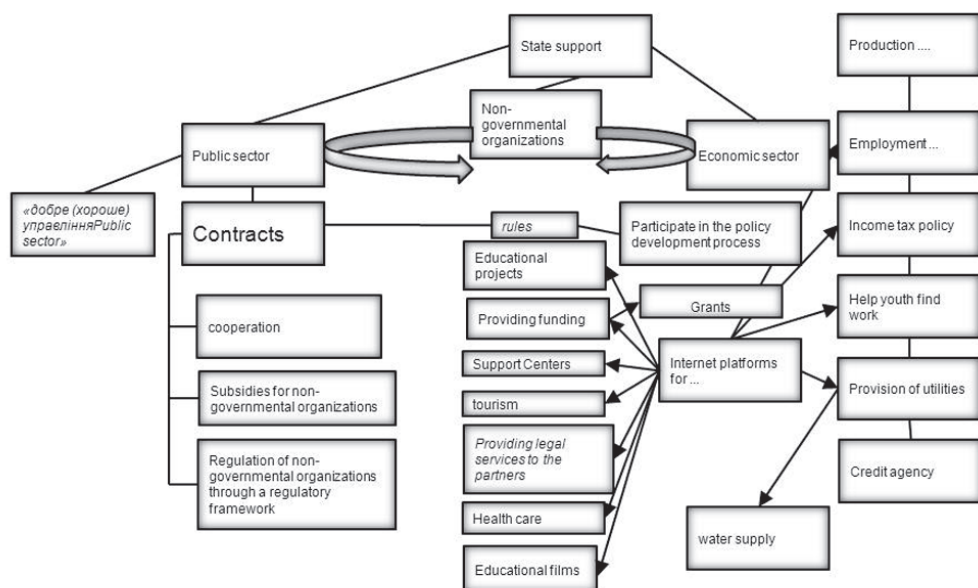 State support
Production ....
Non-
governmental
organizations
Public sector
Economic sector
Employment ...
«добре (хороше)
управлінняPublic
sector»
Contracts
rules
Participate in the policy
development process
Income tax policy
Educational
projects
Grants
Help youth find
work
Providing funding
cooperation
Internet platforms
for ...
Support Centers
Subsidies for non-
governmental organizations
Provision of utilities
tourism
Providing legal
services to the
partners
Regulation of non-
governmental organizations
through a regulatory
framework
Credit agency
Health care
water supply
Educational films